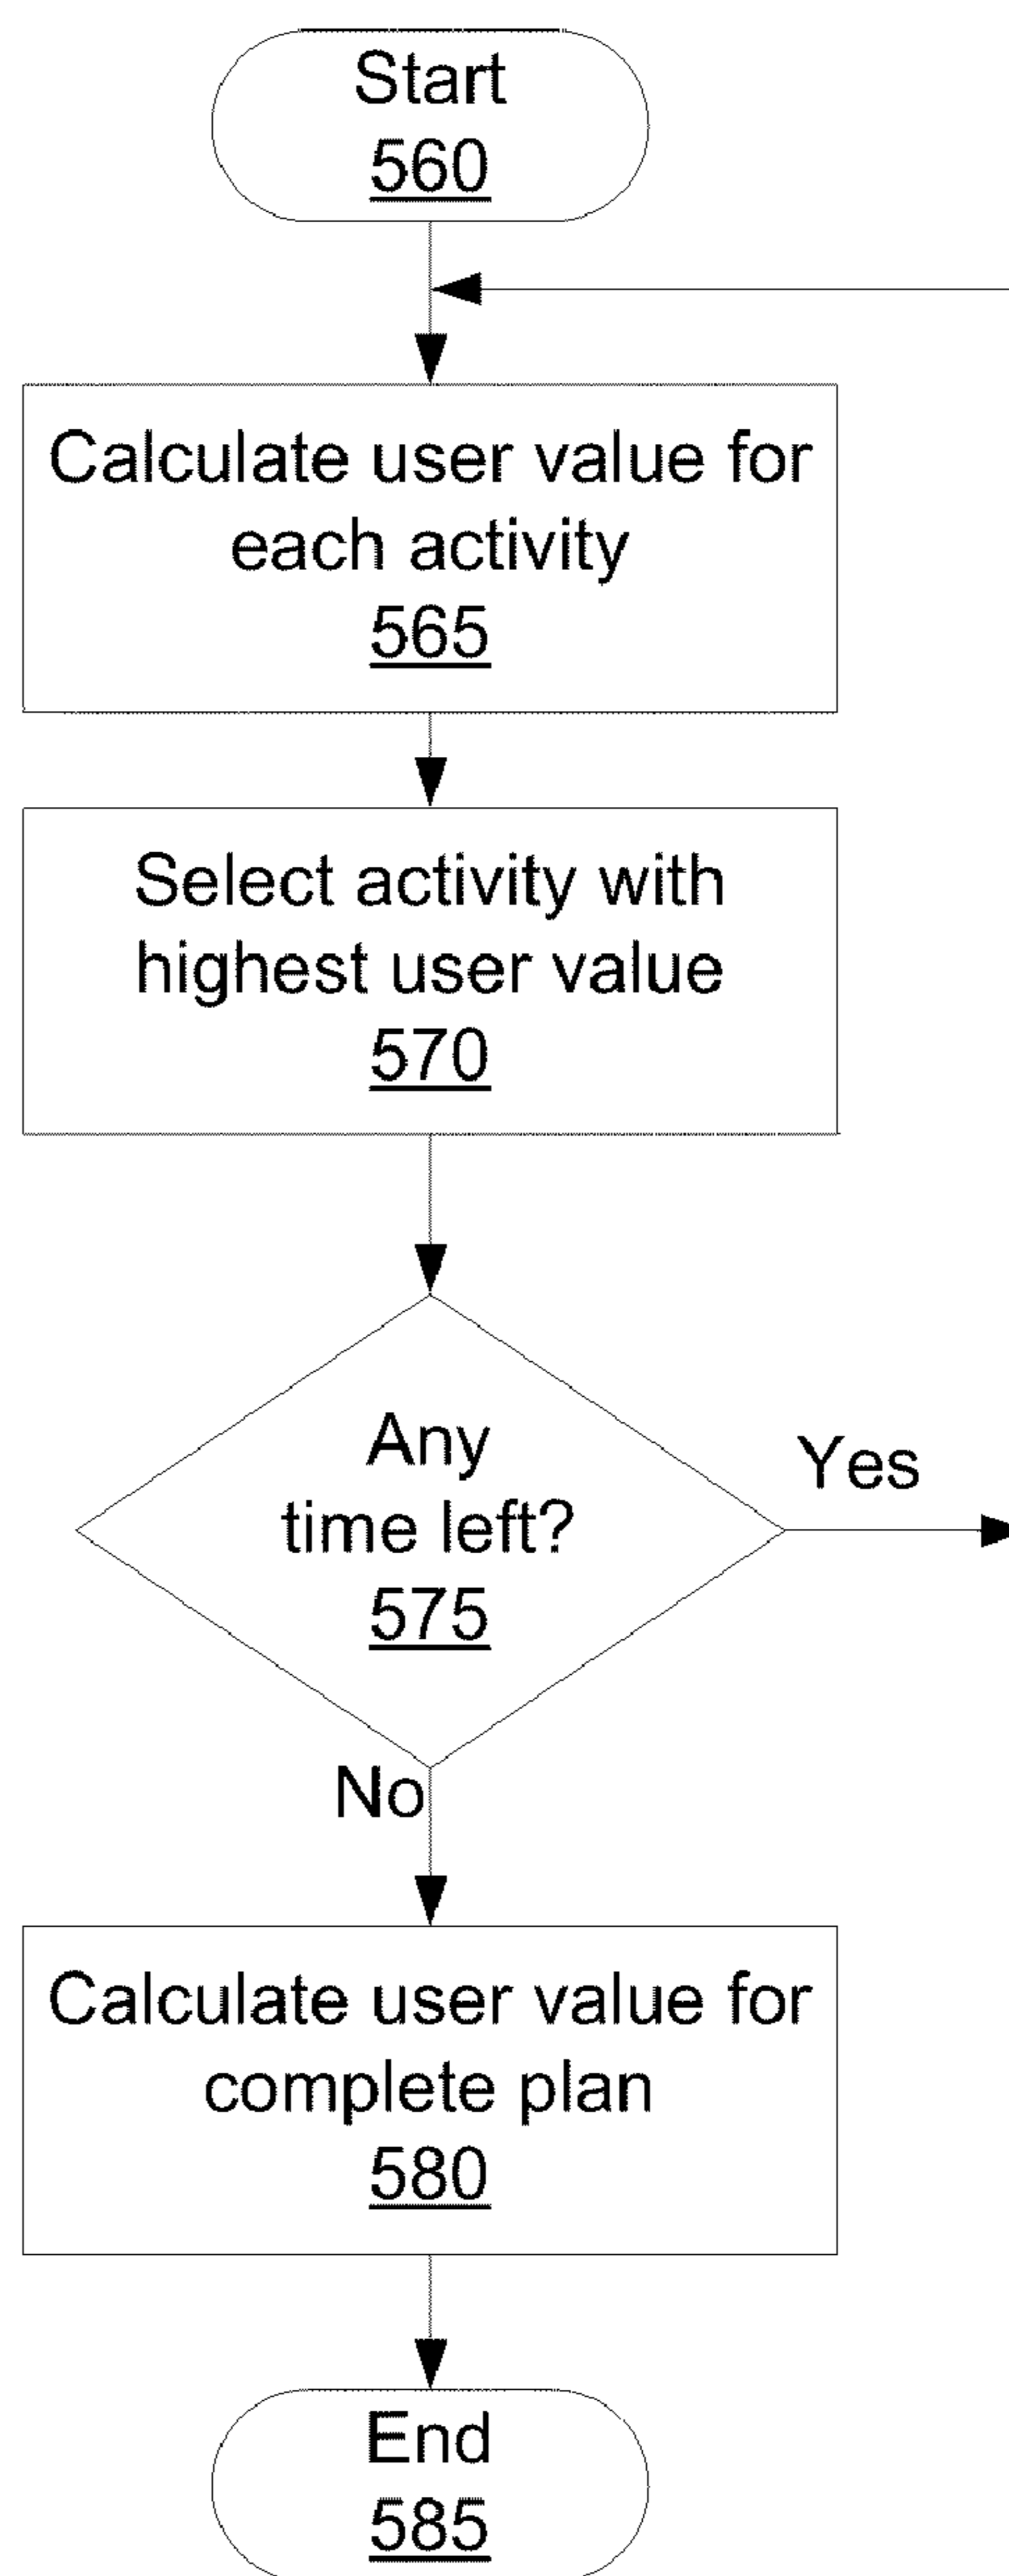 Start
560
Calculate user value for
each activity
565
Select activity with
highest user value
570
Any
time left?
575
Yes
No
Calculate user value for
complete plan
580
End
585